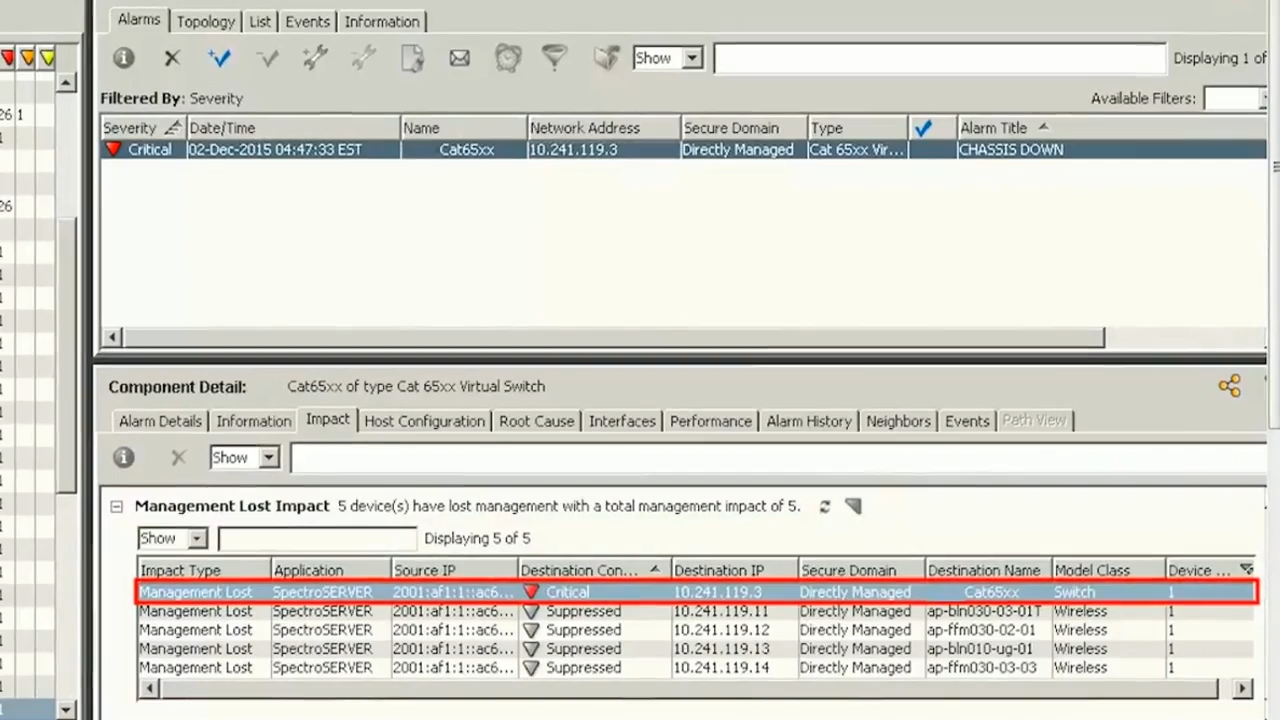 Alarms Topology List Events Information
Show Displaying 1 of
Filtered By: Severity Available Filters:
Severity Date/Time Name Network Address Secure Domain Type Alarm Title
Critical 02-Dec-2015 04:47:33 EST Cat65xx 10.241.119.3 Directly Managed Cat 65xx Vir... CHASSIS DOWN
26 1
26
Component Detail: Cat65xx of type Cat 65xx Virtual Switch
Alarm Details Information Impact Host Configuration Root Cause Interfaces Performance Alarm History Neighbors Events Path View
Show
Management Lost Impact 5 device(s) have lost management with a total management impact of 5.
Show Displaying 5 of 5
Impact Type Application Source IP Destination Con... Destination IP Secure Domain Destination Name Model Class Device ...
Management Lost SpectroSERVER 2001:af1:1::ac6... Critical 10.241.119.3 Directly Managed Cat65xx Switch 1
Management Lost SpectroSERVER 2001:af1:1::ac6... Suppressed 10.241.119.11 Directly Managed ap-bln030-03-01T Wireless 1
Management Lost SpectroSERVER 2001:af1:1::ac6... Suppressed 10.241.119.12 Directly Managed ap-ffm030-02-01 Wireless 1
Management Lost SpectroSERVER 2001:af1:1::ac6... Suppressed 10.241.119.13 Directly Managed ap-bln010-ug-01 Wireless 1
Management Lost SpectroSERVER 2001:af1:1::ac6... Suppressed 10.241.119.14 Directly Managed ap-ffm030-03-03 Wireless 1